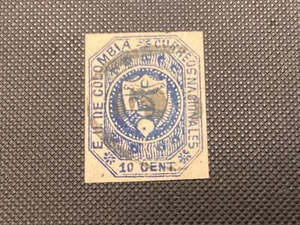 E.U. DE COLOMBIA
CORREOS NACIONALES
10 CENT.